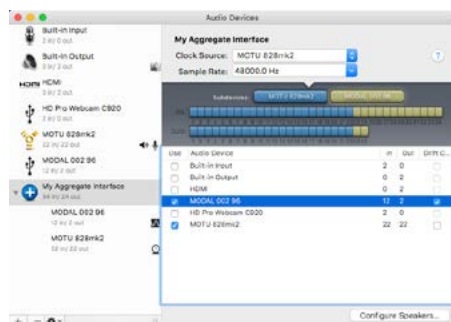 Audio Devices
Built-in Input
2 in/ 0 out
Built-in Output
0 in/ 2 out
HDMI
HDMI
0 in/ 2 out
HD Pro Webcam C920
2 in/ 0 out
MOTU 828mk2
22 in/ 22 out
MODAL 002 96
12 in/ 2 out
My Aggregate Interface
34 in/ 24 out
MODAL 002 96
12 in/ 2 out
MOTU 828mk2
22 in/ 22 out
My Aggregate Interface
Clock Source: MOTU 828mk2
Sample Rate: 48000.0 Hz
?
Subdevices: MOTU 828mk2 MODAL 002 96
Use Audio Device In Out Drift C...
Built-in Input 2 0
Built-in Output 0 2
HDMI 0 2
MODAL 002 96 12 2
HD Pro Webcam C920 2 0
MOTU 828mk2 22 22
Configure Speakers...